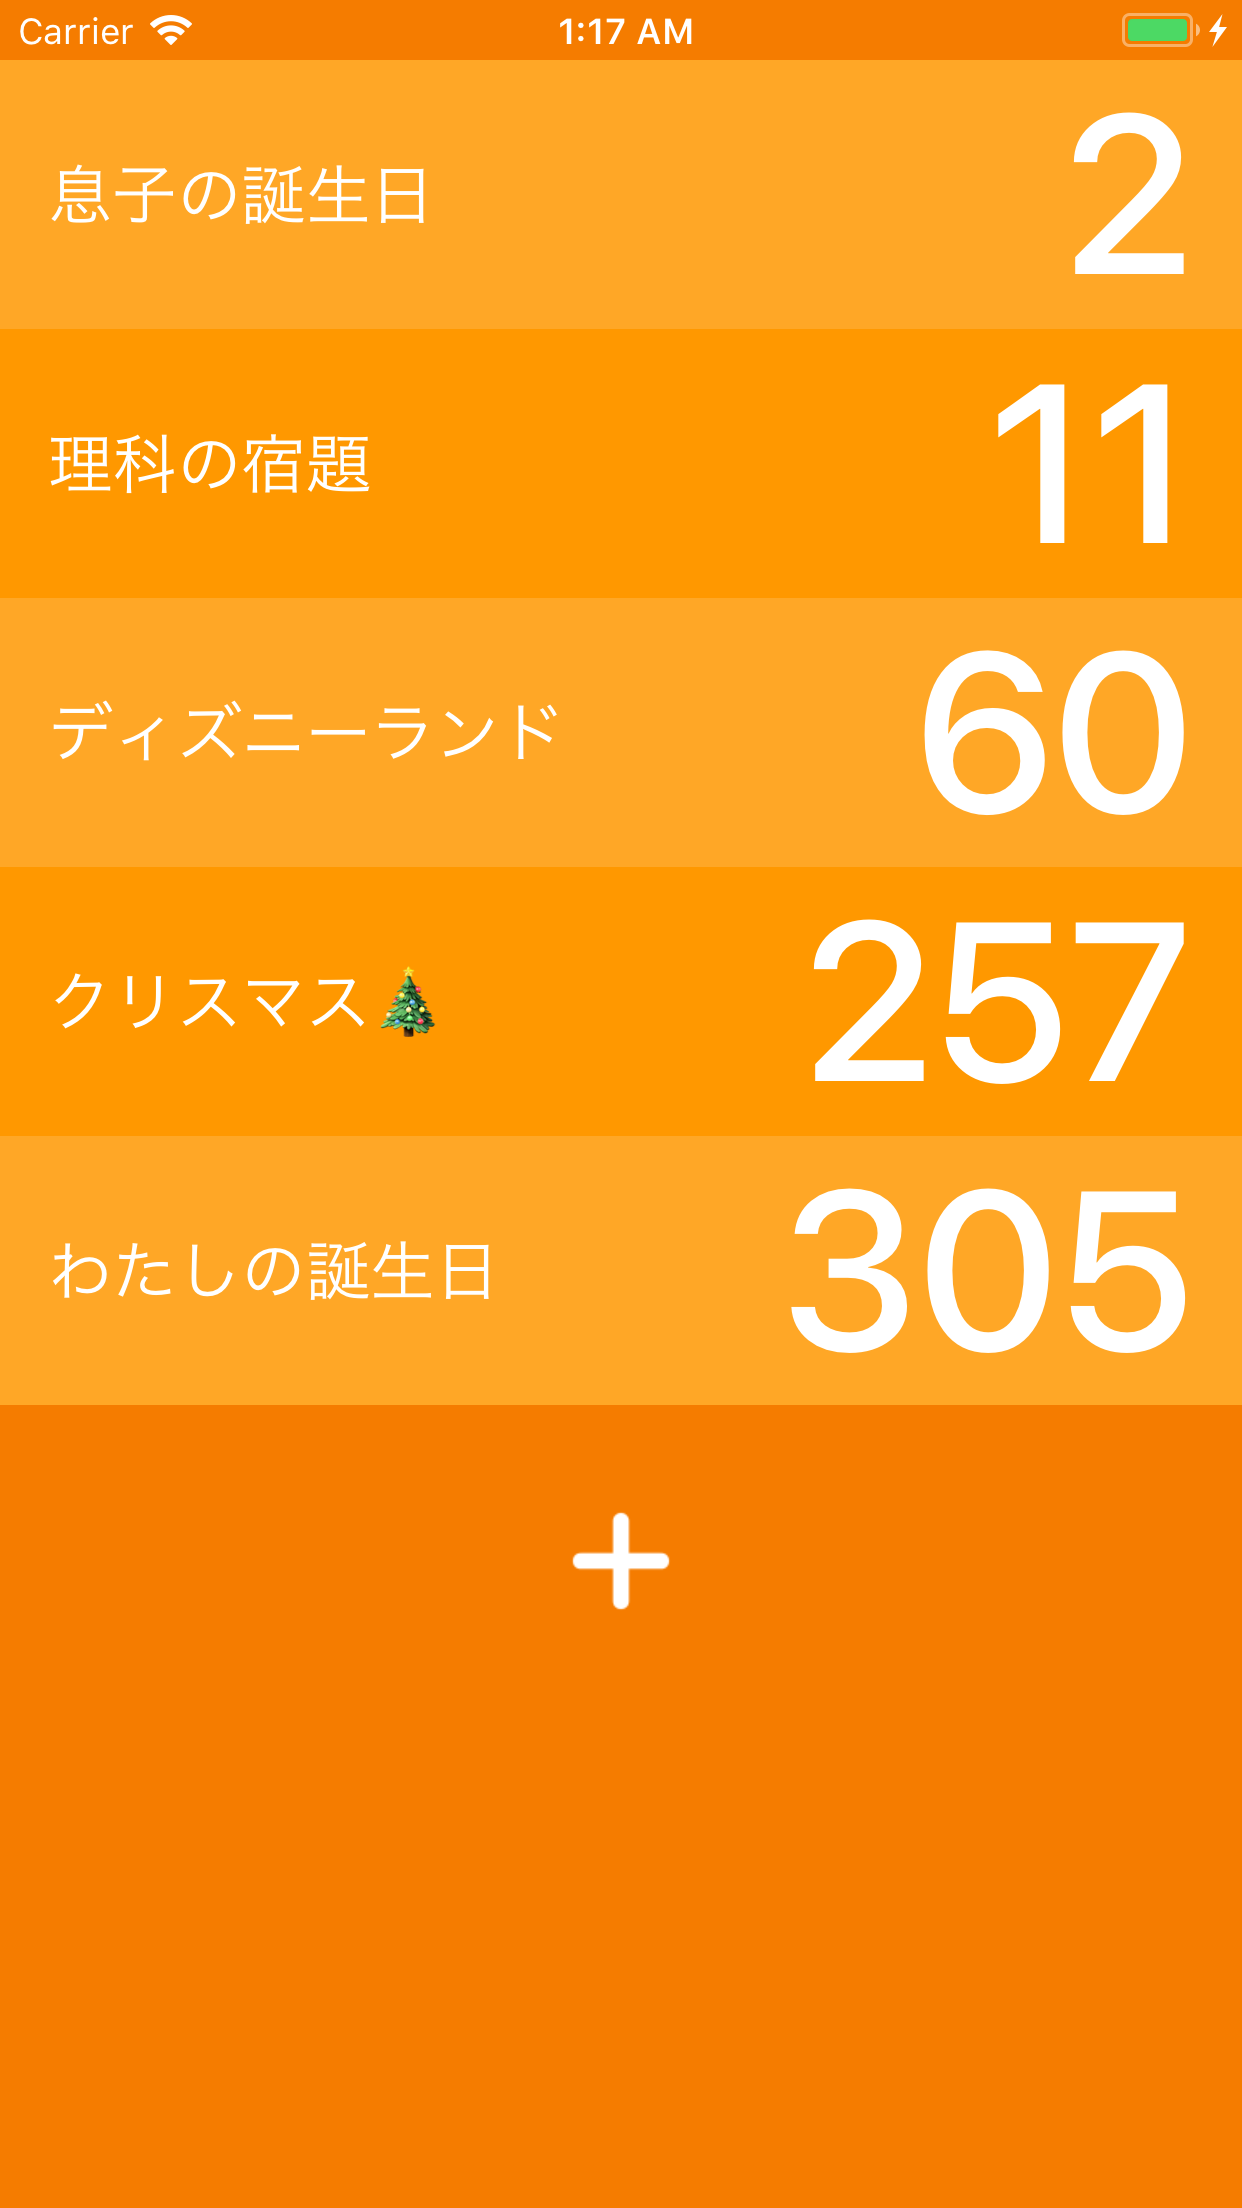 Carrier 1:17 AM
息子の誕生日 2
理科の宿題 11
ディズニーランド 60
クリスマス🎄 257
わたしの誕生日 305